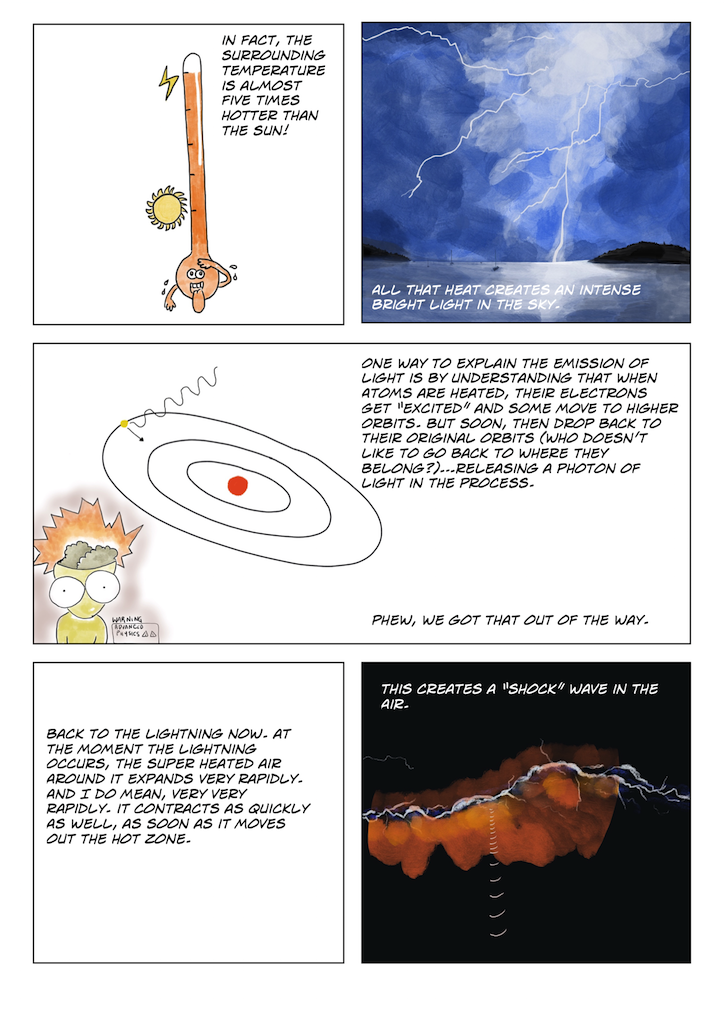 IN FACT, THE
SURROUNDING
TEMPERATURE
IS ALMOST
FIVE TIMES
HOTTER THAN
THE SUN!
ALL THAT HEAT CREATES AN INTENSE
BRIGHT LIGHT IN THE SKY.
ONE WAY TO EXPLAIN THE EMISSION OF
LIGHT IS BY UNDERSTANDING THAT WHEN
ATOMS ARE HEATED, THEIR ELECTRONS
GET "EXCITED" AND SOME MOVE TO HIGHER
ORBITS. BUT SOON, THEN DROP BACK TO
THEIR ORIGINAL ORBITS (WHO DOESN'T
LIKE TO GO BACK TO WHERE THEY
BELONG?)...RELEASING A PHOTON OF
LIGHT IN THE PROCESS.
WARNING
ADVANCED
PHYSICS
PHEW, WE GOT THAT OUT OF THE WAY.
BACK TO THE LIGHTNING NOW. AT
THE MOMENT THE LIGHTNING
OCCURS, THE SUPER HEATED AIR
AROUND IT EXPANDS VERY RAPIDLY.
AND I DO MEAN, VERY VERY
RAPIDLY. IT CONTRACTS AS QUICKLY
AS WELL, AS SOON AS IT MOVES
OUT THE HOT ZONE.
THIS CREATES A "SHOCK" WAVE IN THE
AIR.